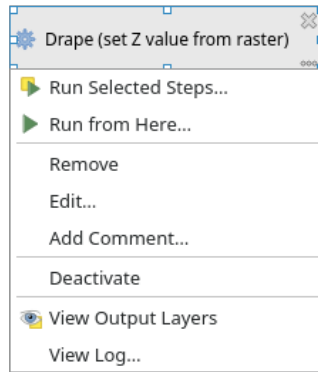 Drape (set Z value from raster)
Run Selected Steps...
Run from Here...
Remove
Edit...
Add Comment...
Deactivate
View Output Layers
View Log...